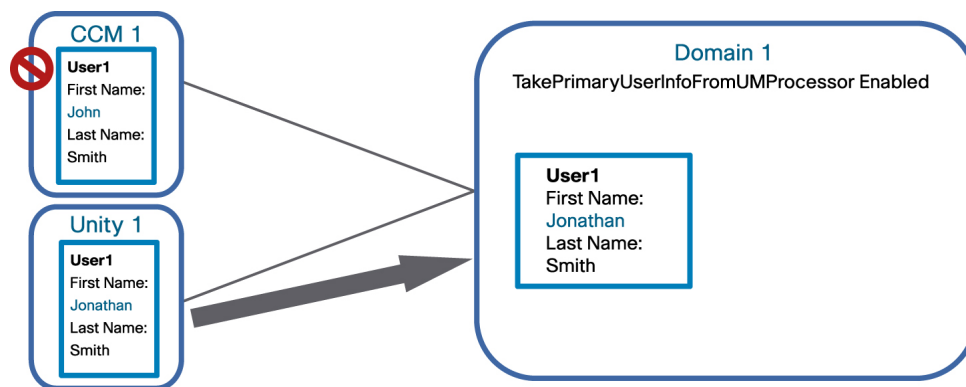 CCM 1
User1
First Name:
John
Last Name:
Smith
Unity 1
User1
First Name:
Jonathan
Last Name:
Smith
Domain 1
TakePrimaryUserInfoFromUMProcessor Enabled
User1
First Name:
Jonathan
Last Name:
Smith